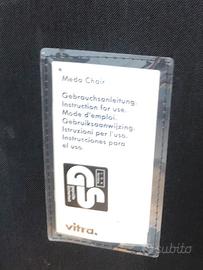 Meda Chair
Gebrauchsanleitung.
Instruction for use.
Mode d'emploi.
Gebruiksaanwijzing.
Istruzioni per l'uso.
Instrucciones para
el uso.
vitra.
subito